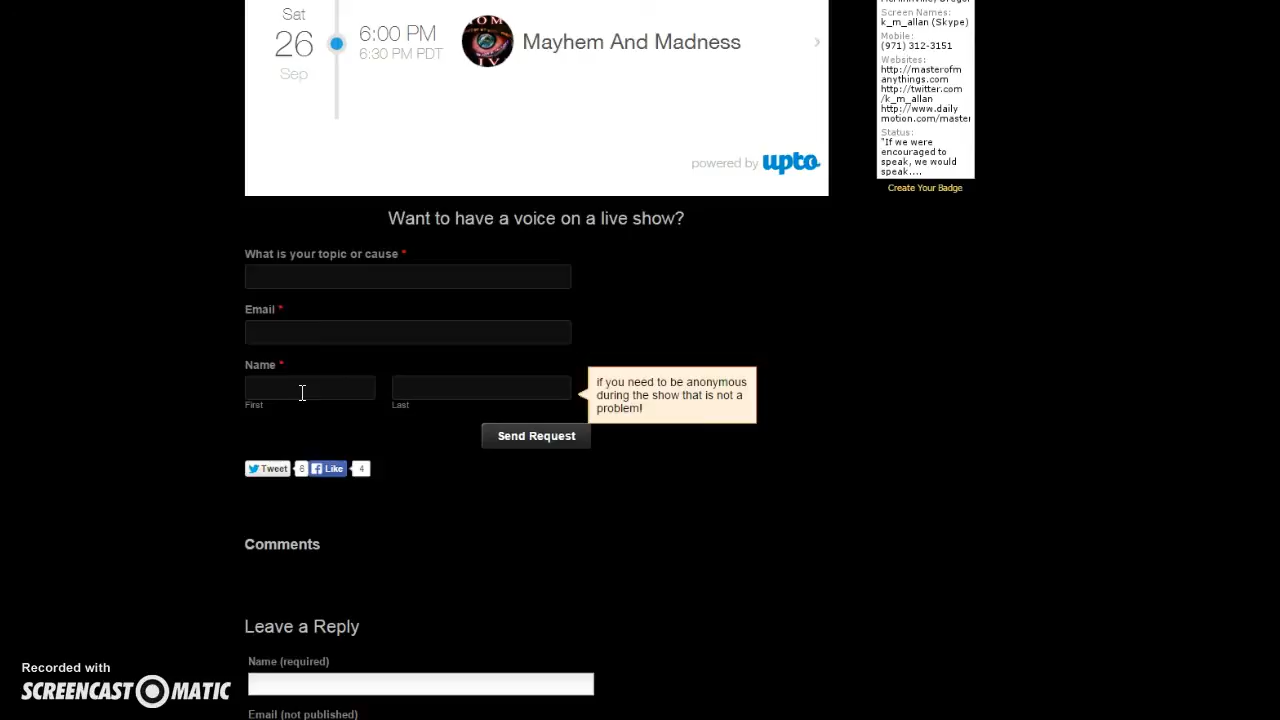 Sat
26
Sep
6:00 PM
6:30 PM PDT
Mayhem And Madness
powered by upto
Screen Names:
k_m_allan (Skype)
Mobile:
(971) 312-3151
Websites:
http://masterofm
anythings.com
http://twitter.com
/k_m_allan
http://www.daily
motion.com/master
Status:
"If we were
encouraged to
speak, we would
speak....
Create Your Badge
Want to have a voice on a live show?
What is your topic or cause *
Email *
Name *
First
Last
if you need to be anonymous
during the show that is not a
problem!
Send Request
Tweet 6 Like 4
Comments
Leave a Reply
Name (required)
Email (not published)
Recorded with
SCREENCAST-O-MATIC